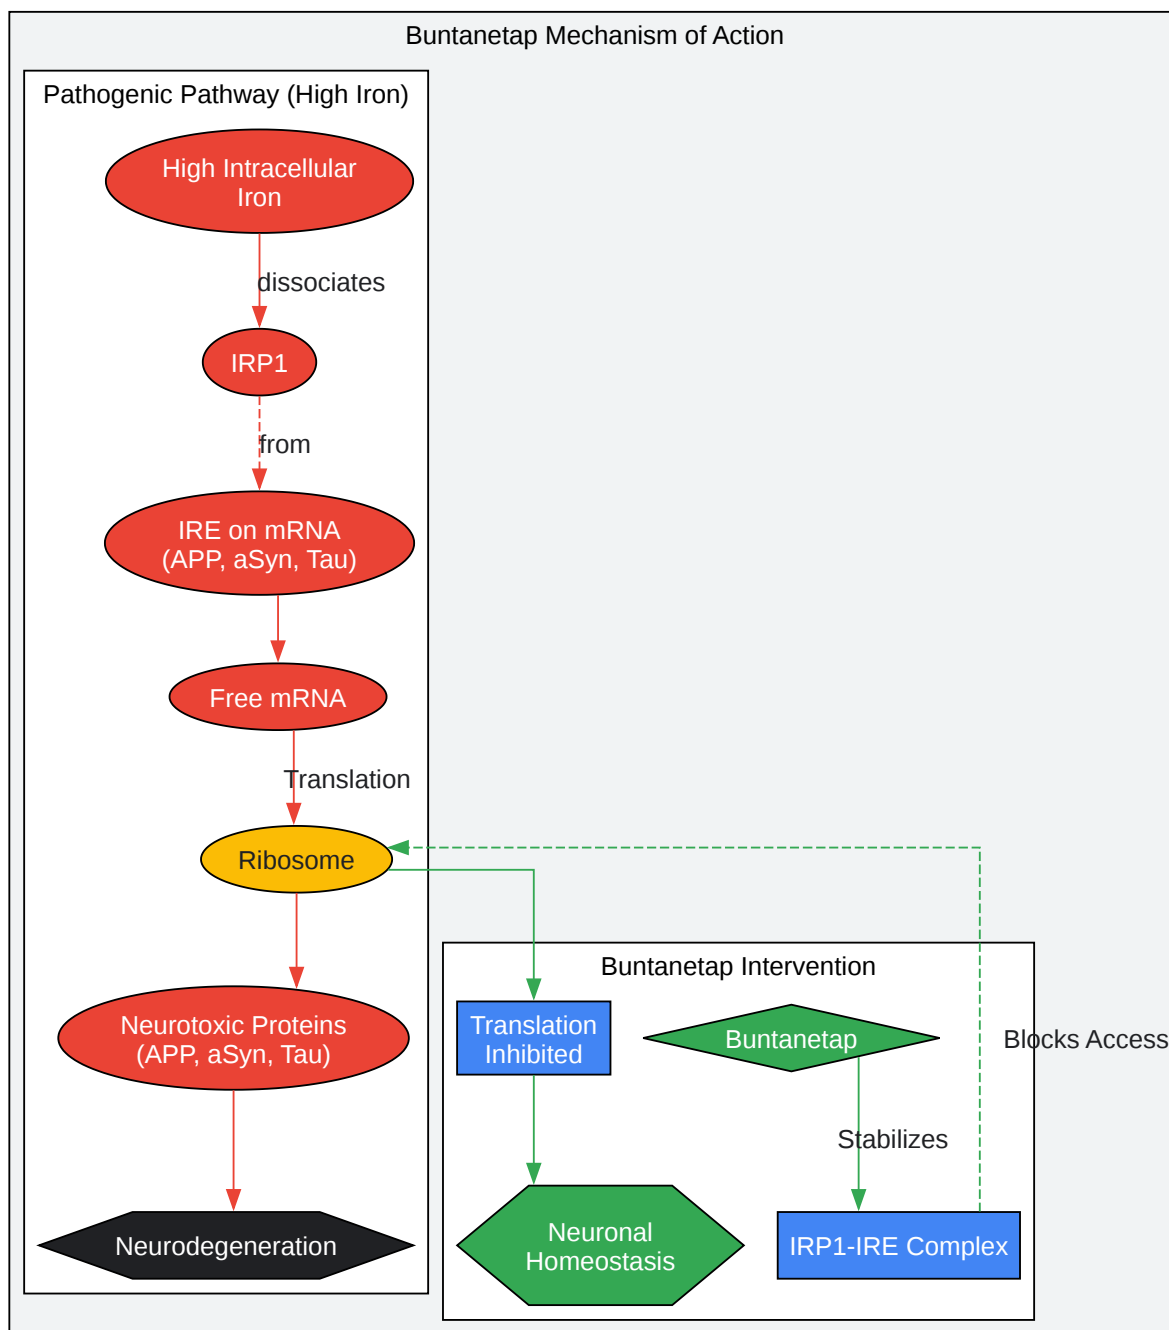 Buntanetap Mechanism of Action
Pathogenic Pathway (High Iron)
High Intracellular
Iron
dissociates
IRP1
from
IRE on mRNA
(APP, aSyn, Tau)
Free mRNA
Translation
Ribosome
Neurotoxic Proteins
(APP, aSyn, Tau)
Neurodegeneration
Buntanetap Intervention
Translation
Inhibited
Buntanetap
Blocks Access
Stabilizes
Neuronal
Homeostasis
IRP1-IRE Complex